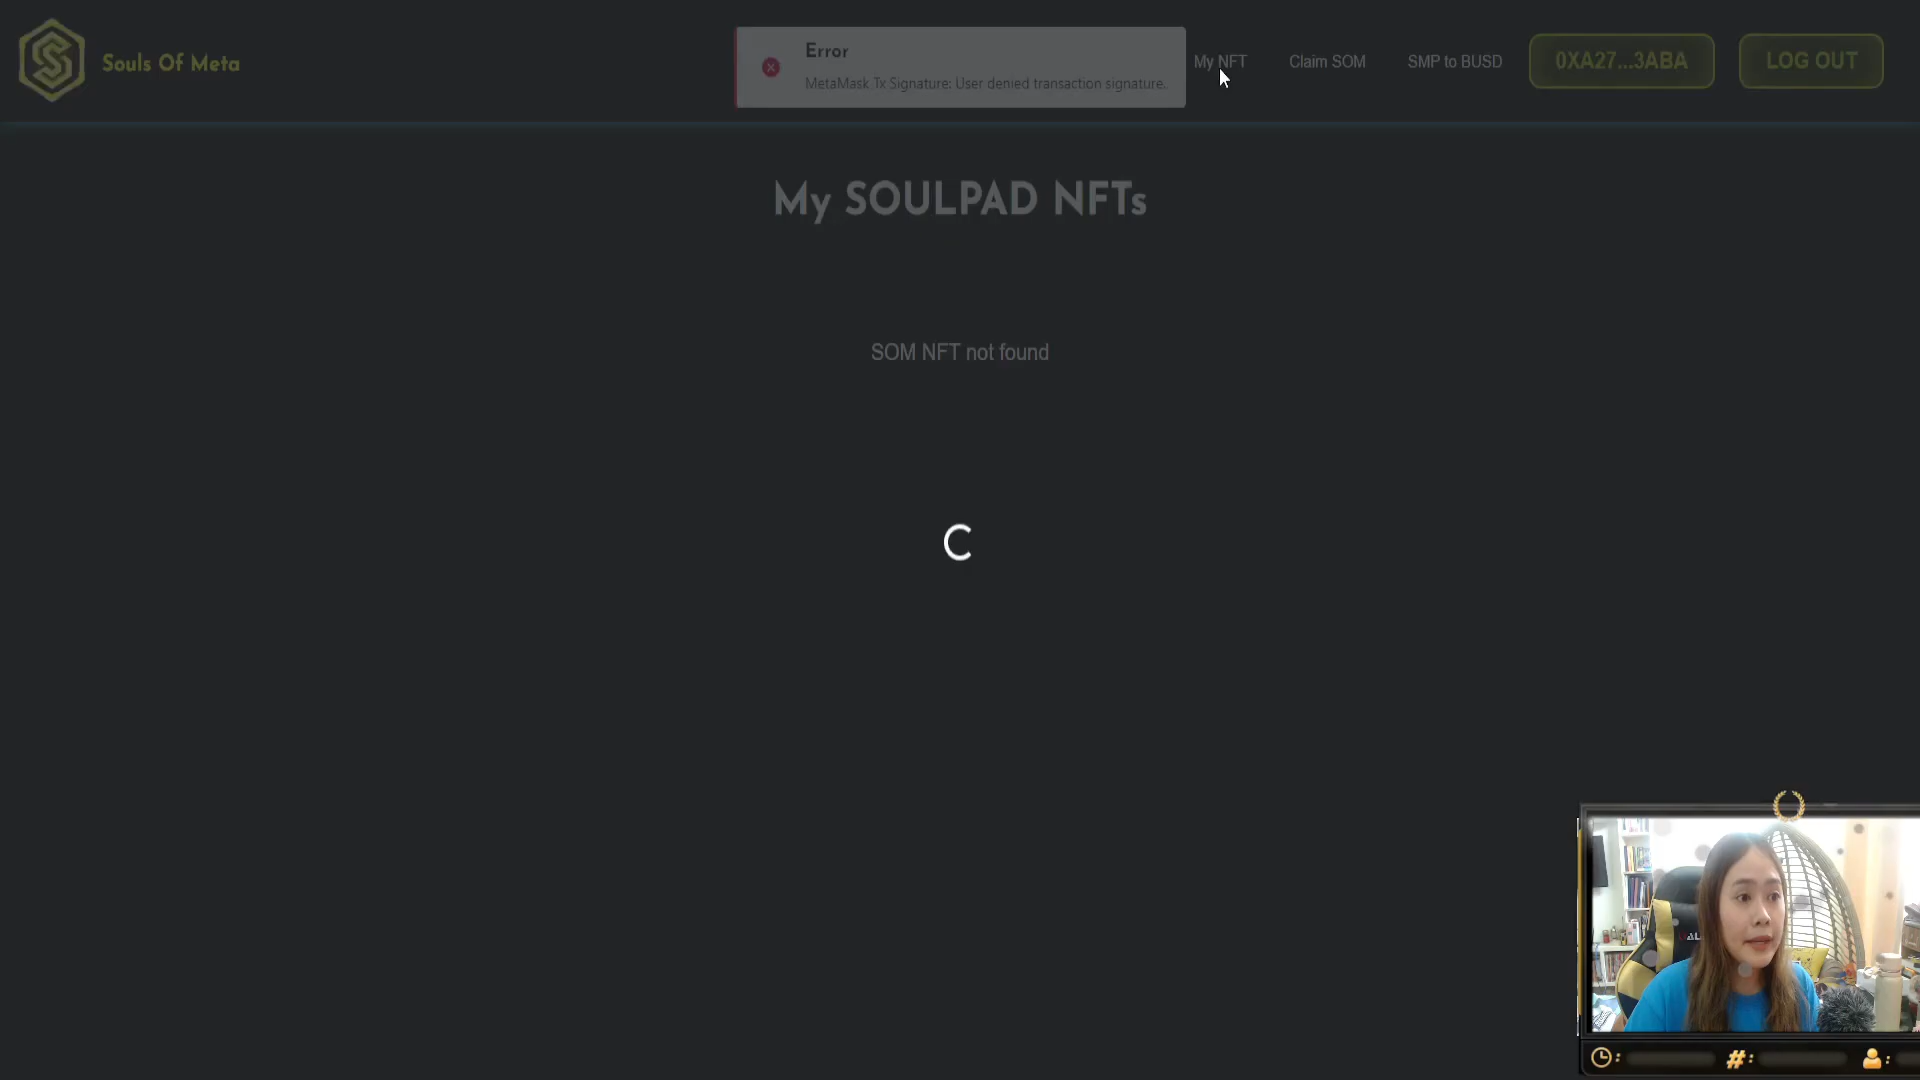 Souls Of Meta
Error
MetaMask Tx Signature: User denied transaction signature.
My NFT
Claim SOM
SMP to BUSD
0XA27...3ABA
LOG OUT
My SOULPAD NFTs
SOM NFT not found
# :